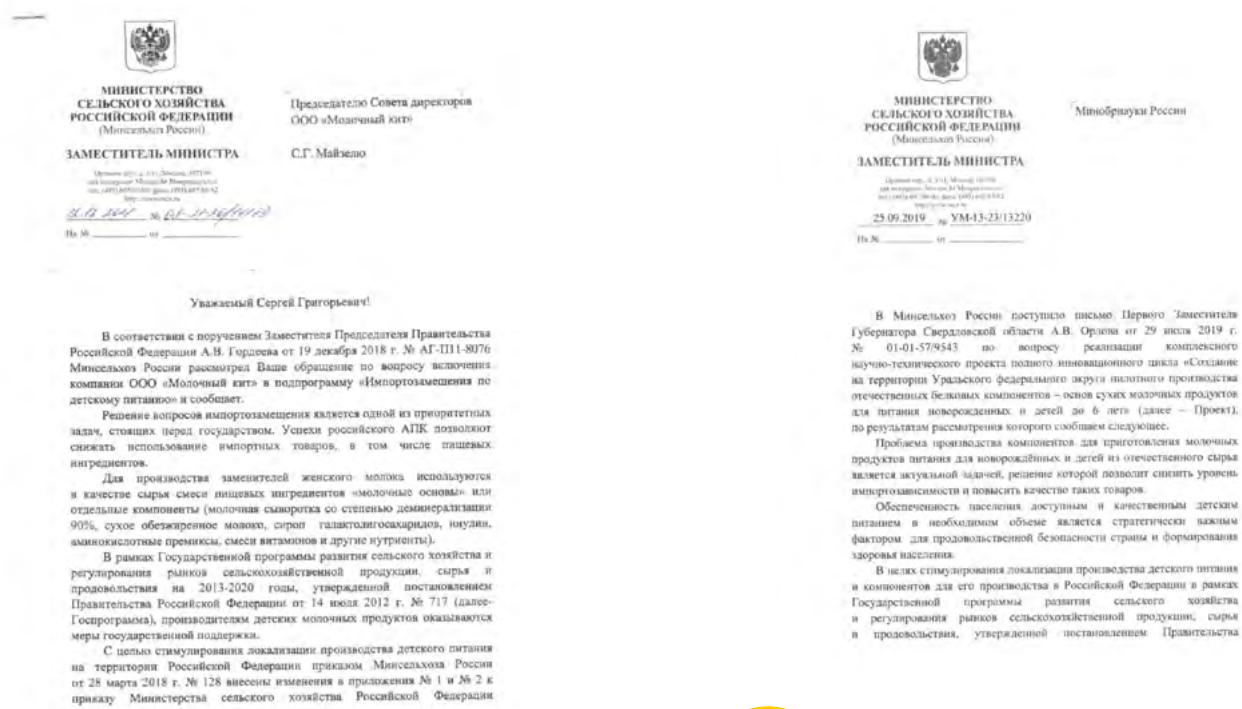 МИНИСТЕРСТВО
СЕЛЬСКОГО ХОЗЯЙСТВА
РОССИЙСКОЙ ФЕДЕРАЦИИ
(Минсельхоз России)
ЗАМЕСТИТЕЛЬ МИНИСТРА
На № от
Председателю Совета директоров
ООО «Молочный кит»
С.Г. Майзелю
Уважаемый Сергей Григорьевич!
В соответствии с поручением Заместителя Председателя Правительства
Российской Федерации А.В. Гордеева от 19 декабря 2018 г. № АГ-П11-8076
Минсельхоз России рассмотрел Ваше обращение по вопросу включения
компании ООО «Молочный кит» в подпрограмму «Импортозамещения по
детскому питанию» и сообщает.
Решение вопросов импортозамещения является одной из приоритетных
задач, стоящих перед государством. Успехи российского АПК позволяют
снижать использование импортных товаров, в том числе пищевых
ингредиентов.
Для производства заменителей женского молока используются
в качестве сырья смеси пищевых ингредиентов «молочные основы» или
отдельные компоненты (молочная сыворотка со степенью деминерализации
90%, сухое обезжиренное молоко, сироп галактолигосахаридов, инулин,
аминокислотные премиксы, смеси витаминов и другие нутриенты).
В рамках Государственной программы развития сельского хозяйства и
регулирования рынков сельскохозяйственной продукции, сырья и
продовольствия на 2013-2020 годы, утвержденной постановлением
Правительства Российской Федерации от 14 июля 2012 г. № 717 (далее-
Госпрограмма), производителям детских молочных продуктов оказываются
меры государственной поддержки.
С целью стимулирования локализации производства детского питания
на территории Российской Федерации приказом Минсельхоза России
от 28 марта 2018 г. № 128 внесены изменения в приложения № 1 и № 2 к
приказу Министерства сельского хозяйства Российской Федерации
МИНИСТЕРСТВО
СЕЛЬСКОГО ХОЗЯЙСТВА
РОССИЙСКОЙ ФЕДЕРАЦИИ
(Минсельхоз России)
ЗАМЕСТИТЕЛЬ МИНИСТРА
25.09.2019 № УМ-13-23/13220
На № от
Минобрнауки России
В Минсельхоз России поступило письмо Первого Заместителя
Губернатора Свердловской области А.В. Орлова от 29 июля 2019 г.
№ 01-01-57/9543 по вопросу реализации комплексного
научно-технического проекта полного инновационного цикла «Создание
на территории Уральского федерального округа пилотного производства
отечественных белковых компонентов – основ сухих молочных продуктов
для питания новорожденных и детей до 6 лет» (далее – Проект),
по результатам рассмотрения которого сообщаем следующее.
Проблема производства компонентов для приготовления молочных
продуктов питания для новорождённых и детей из отечественного сырья
является актуальной задачей, решение которой позволит снизить уровень
импортозависимости и повысить качество таких товаров.
Обеспеченность населения доступным и качественным детским
питанием в необходимом объеме является стратегически важным
фактором для продовольственной безопасности страны и формирования
здоровья населения.
В целях стимулирования локализации производства детского питания
и компонентов для его производства в Российской Федерации в рамках
Государственной программы развития сельского хозяйства
и регулирования рынков сельскохозяйственной продукции, сырья
и продовольствия, утвержденной постановлением Правительства